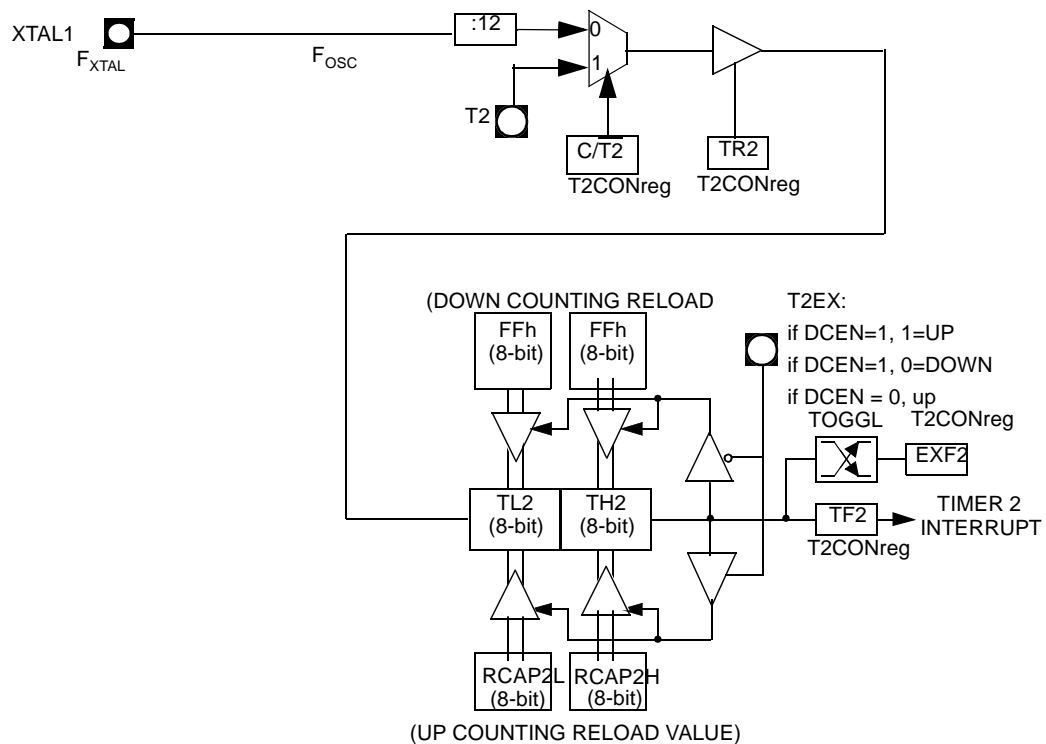 XTAL1
FXTAL
FOSC
:12
0
1
T2
C/T2
T2CONreg
TR2
T2CONreg
(DOWN COUNTING RELOAD
FFh
(8-bit)
FFh
(8-bit)
T2EX:
if DCEN=1, 1=UP
if DCEN=1, 0=DOWN
if DCEN = 0, up
TOGGL
T2CONreg
EXF2
TL2
(8-bit)
TH2
(8-bit)
TF2
T2CONreg
TIMER 2
INTERRUPT
RCAP2L
(8-bit)
RCAP2H
(8-bit)
(UP COUNTING RELOAD VALUE)